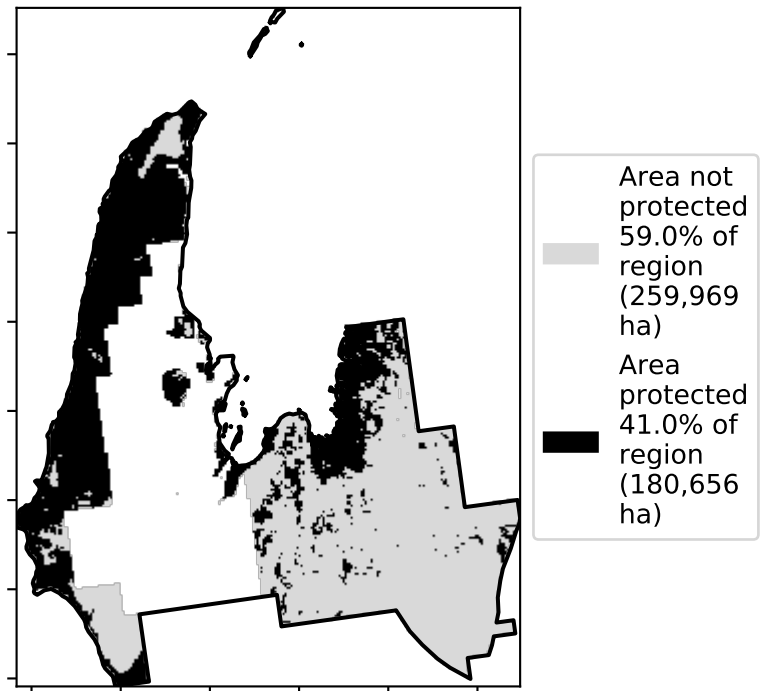 Area not
protected
59.0% of
region
(259,969
ha)
Area
protected
41.0% of
region
(180,656
ha)